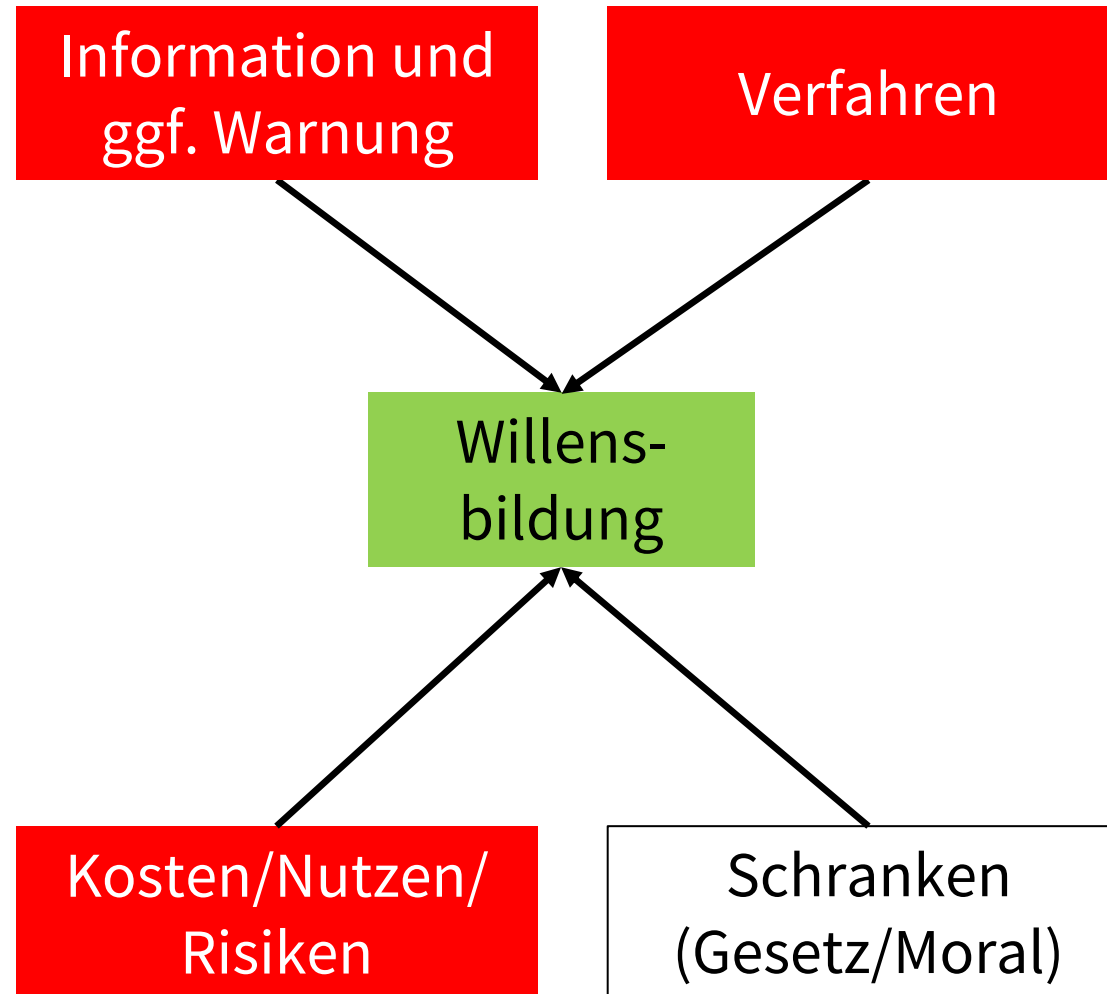 Information und
ggf. Warnung
Verfahren
Willens-
bildung
Kosten/Nutzen/
Risiken
Schranken
(Gesetz/Moral)